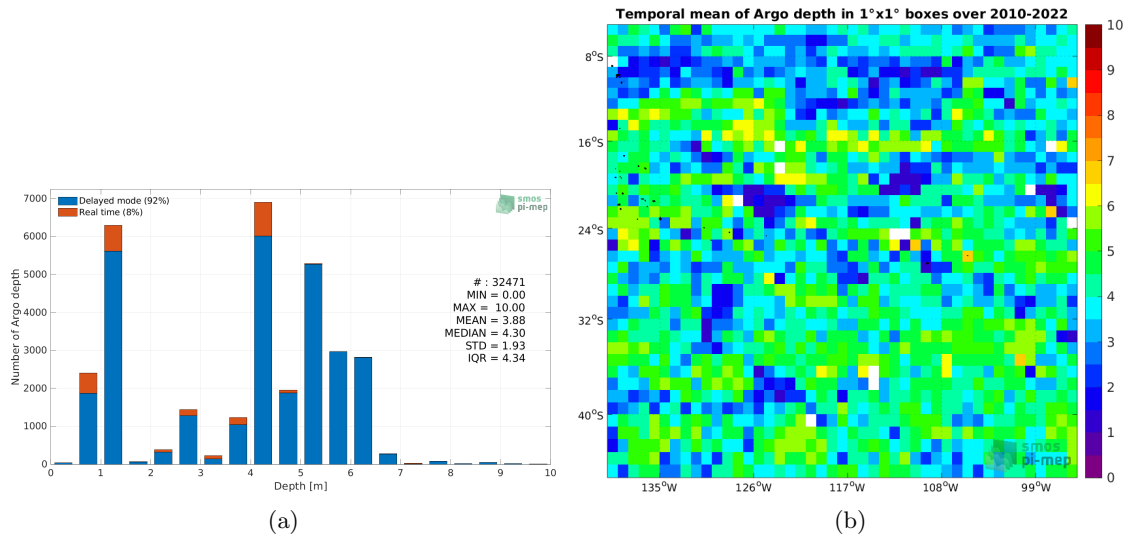 7000
6000
5000
4000
3000
2000
1000
0
Number of Argo depth
Delayed mode (92%)
Real time (8%)
smos
pi-mep
# : 32471
MIN = 0.00
MAX = 10.00
MEAN = 3.88
MEDIAN = 4.30
STD = 1.93
IQR = 4.34
0 1 2 3 4 5 6 7 8 9 10
Depth [m]
(a)
Temporal mean of Argo depth in 1°x1° boxes over 2010-2022
8°S
16°S
24°S
32°S
40°S
135°W 126°W 117°W 108°W 99°W
smos
pi-mep
10
9
8
7
6
5
4
3
2
1
0
(b)